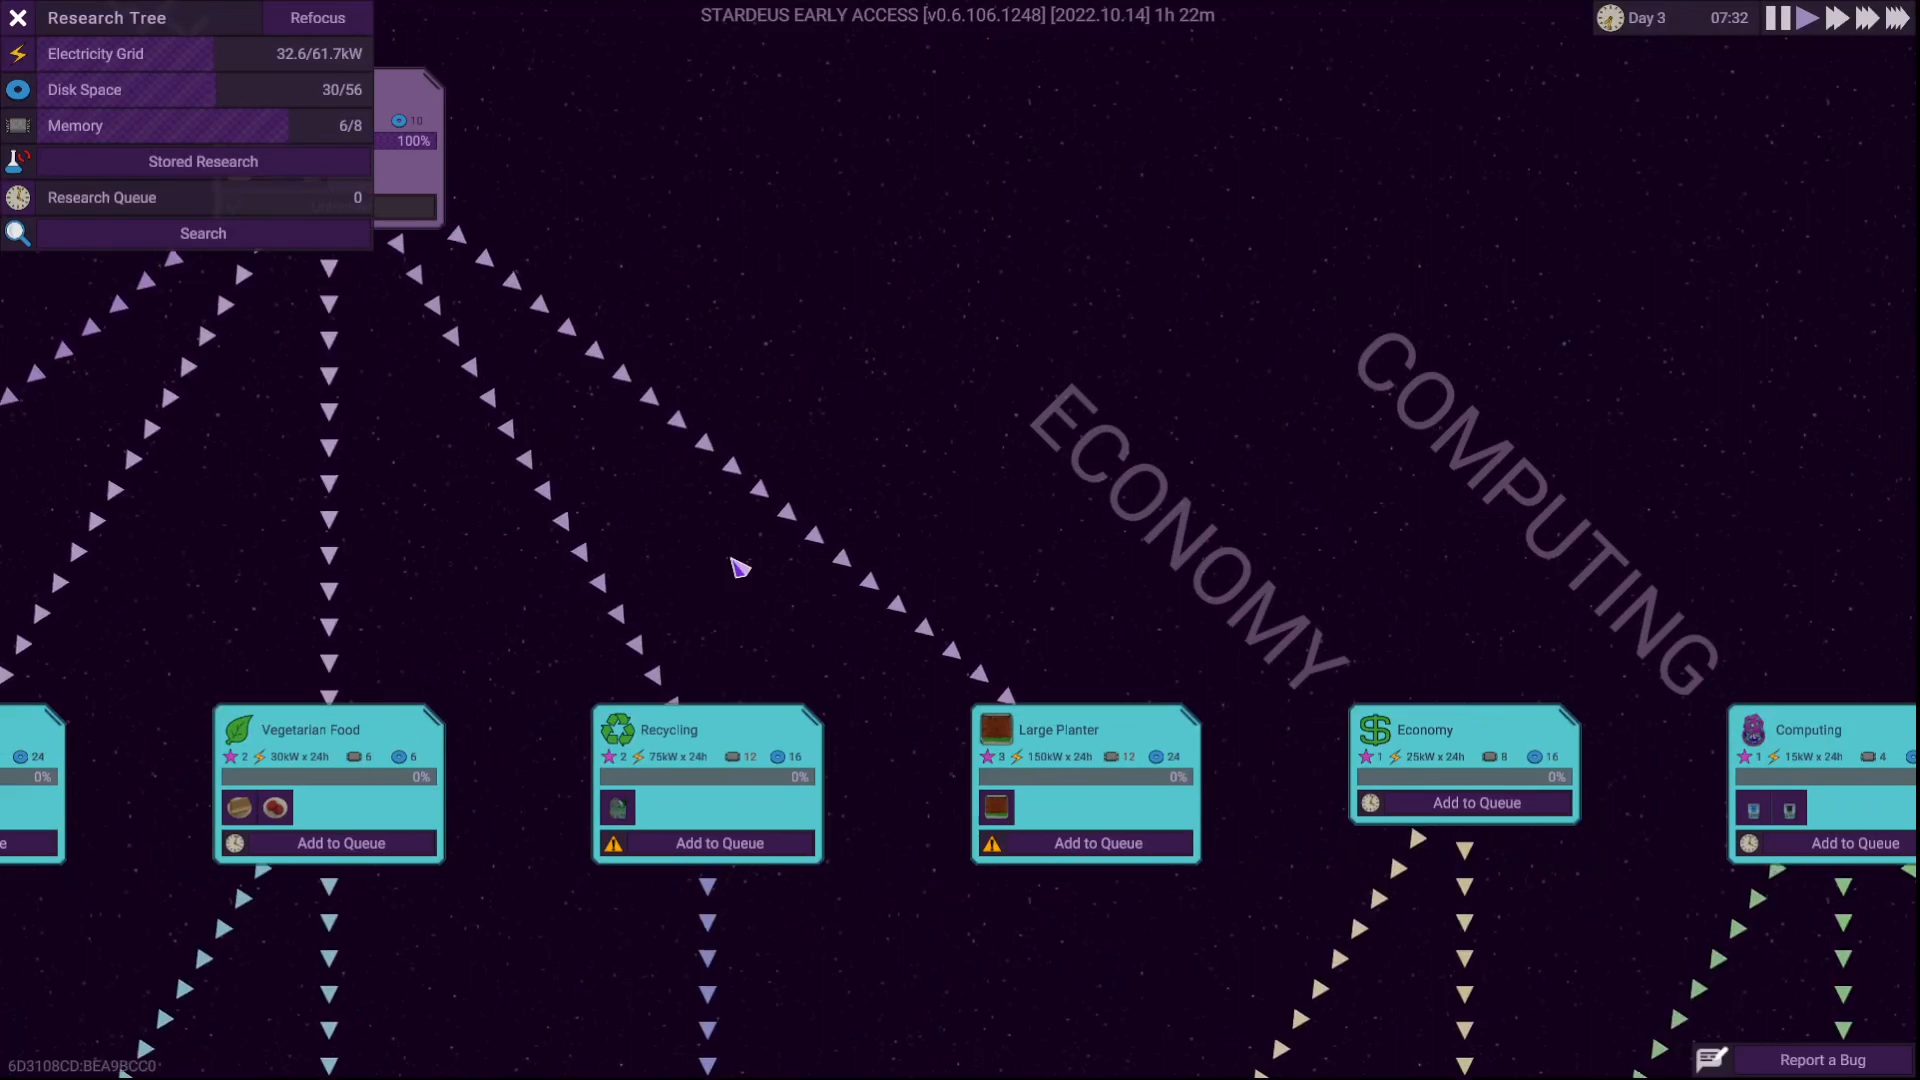 Research Tree
Refocus
STARDEUS EARLY ACCESS [v0.6.106.1248] [2022.10.14] 1h 22m
Day 3
07:32
Electricity Grid
32.6/61.7kW
Disk Space
30/56
Memory
6/8
Stored Research
Research Queue
0
Search
10
100%
ECONOMY
COMPUTING
24
0%
Vegetarian Food
2
30kW x 24h
6
6
0%
Add to Queue
Recycling
2
75kW x 24h
12
16
0%
Add to Queue
Large Planter
3
150kW x 24h
12
24
0%
Add to Queue
Economy
1
25kW x 24h
8
16
0%
Add to Queue
Computing
1
15kW x 24h
4
Add to Queue
6D3108CD:BEA9BCC0
Report a Bug